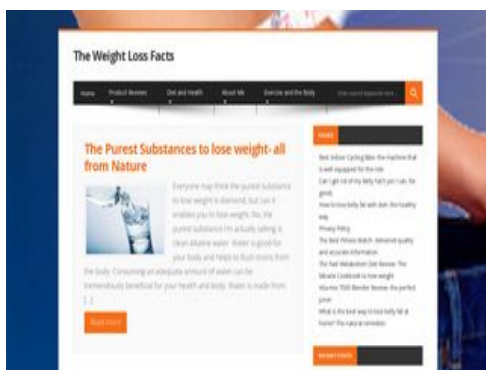 The Weight Loss Facts
Home Product Reviews Diet and Health About Me Exercise and the Body
The Purest Substances to lose weight- all
from Nature
Everyone may think the purest substance
to lose weight is diamond, but can it
enables you to lose weight. No, the
purest substance I'm actually talking is
clean alkaline water. Water is good for
your body and helps to flush toxins from
the body. Consuming an adequate amount of water can be
tremendously beneficial for your health and body. Water is made from
[...]
Read more
PAGES
Best Indoor Cycling Bike- the machine that
is well equipped for the ride
Can I get rid of my belly fat? yes I can, for
good)
How to lose belly fat with diet- the healthy
way
Privacy Policy
The Best Fitness Watch- delivered quality
and accurate information
The Fast Metabolism Diet Review- The
Miracle Cookbook to lose weight
Blender Review- the perfect
juicer
What is the best way to lose belly fat at
home? The natural remedies
RECENT POSTS